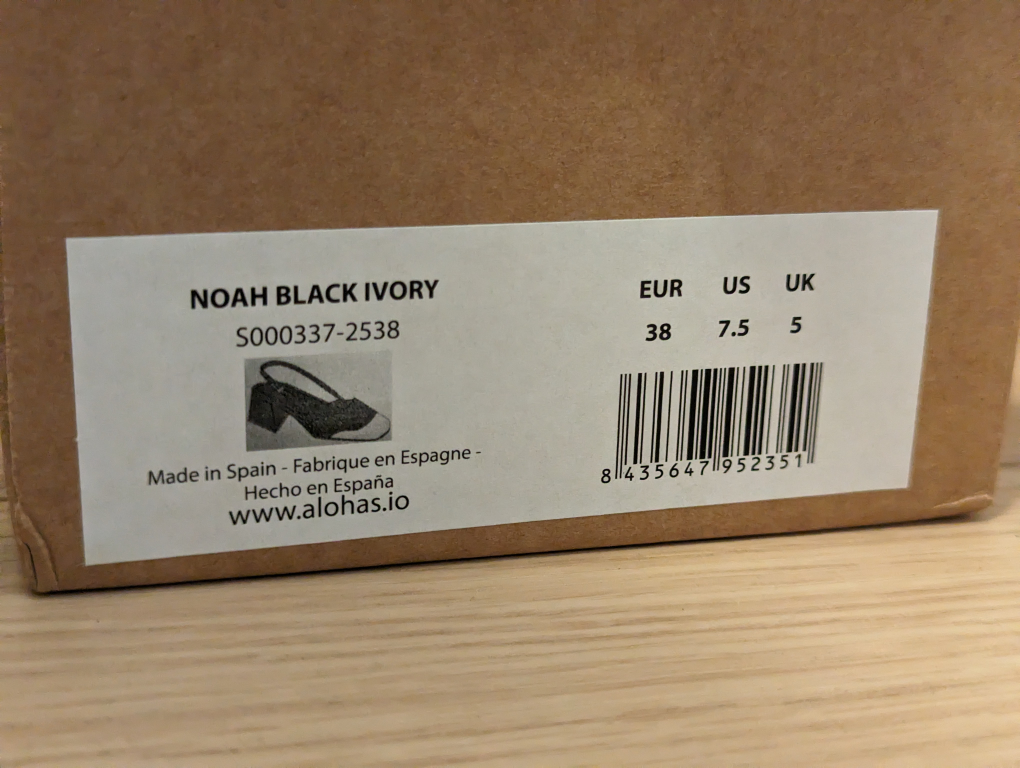 NOAH BLACK IVORY
S000337-2538
Made in Spain - Fabrique en Espagne -
Hecho en España
www.alohas.io
EUR US UK
38 7.5 5
8 435647 952351